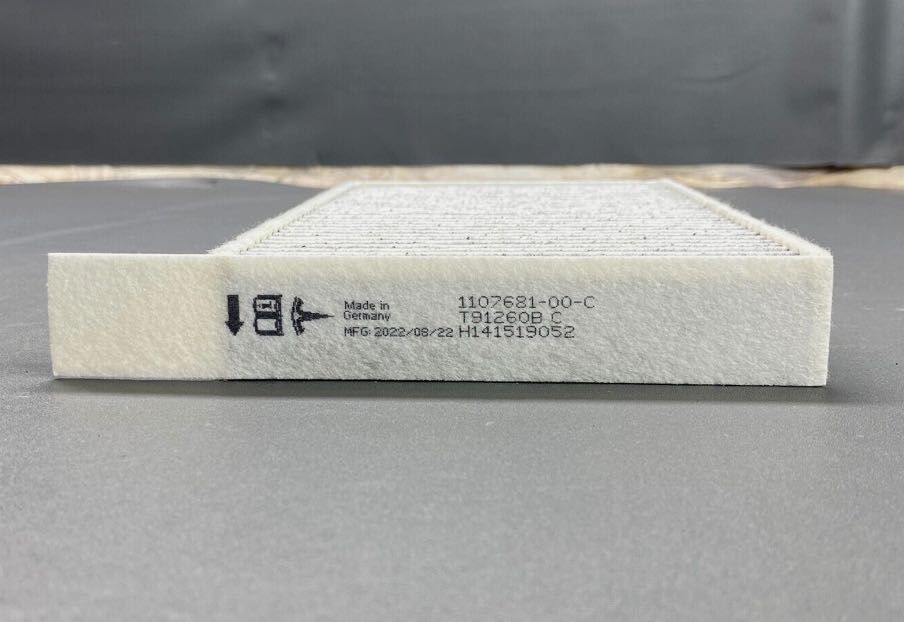 Made in
Germany
MFG: 2022/08/22
1107681-00-C
T91260B C
H141519052